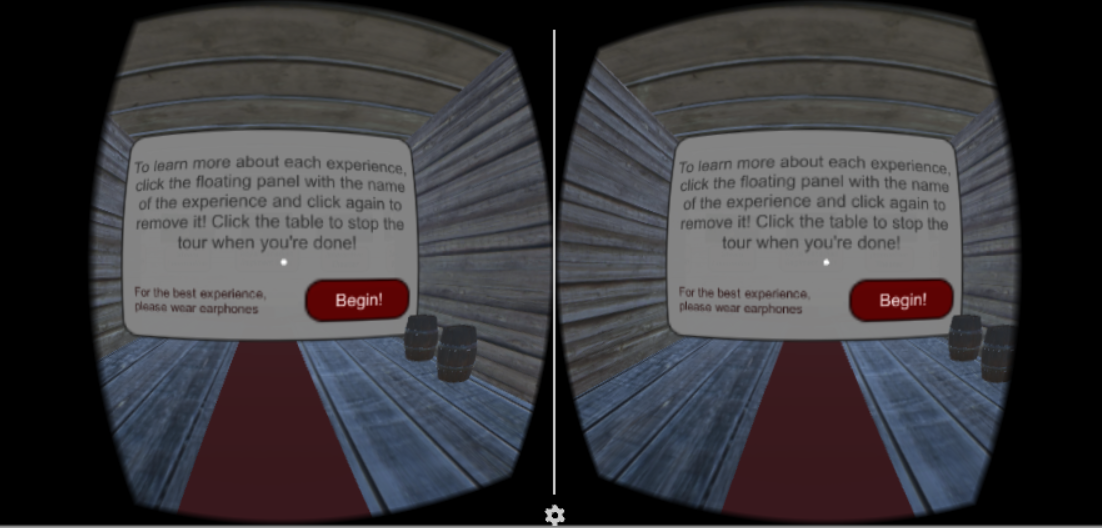 To learn more about each experience,
click the floating panel with the name
of the experience and click again to
remove it! Click the table to stop the
tour when you're done!
For the best experience,
please wear earphones
Begin!
To learn more about each experience,
click the floating panel with the name
of the experience and click again to
remove it! Click the table to stop the
tour when you're done!
For the best experience,
please wear earphones
Begin!